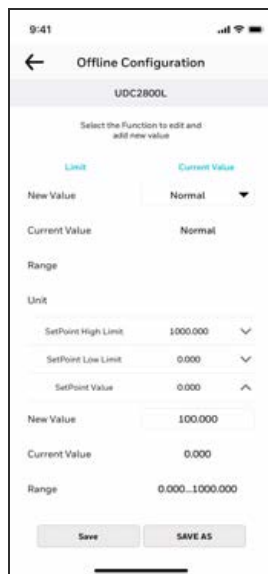 9:41
Offline Configuration
UDC2800L
Select the Function to edit and
add new value
Limit Current Value
New Value Normal
Current Value Normal
Range
Unit
SetPoint High Limit 1000.000
SetPoint Low Limit 0.000
SetPoint Value 0.000
New Value 100.000
Current Value 0.000
Range 0.000...1000.000
Save SAVE AS